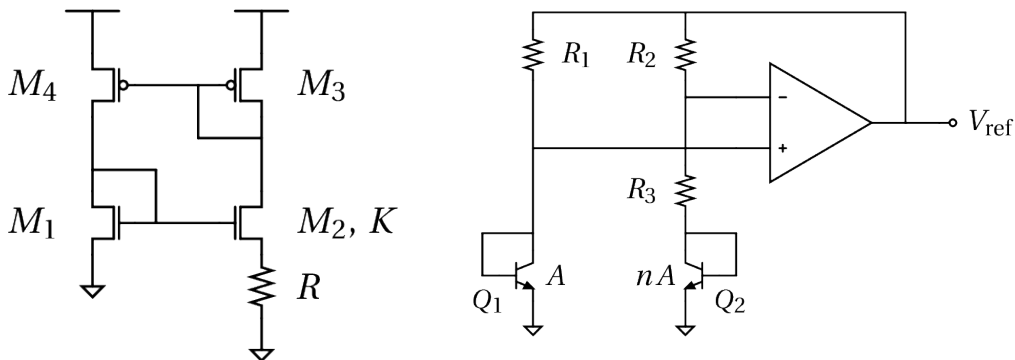 M4
M3
M1
M2, K
R
R1
R2
−
Vref
+
R3
A
nA
Q1
Q2